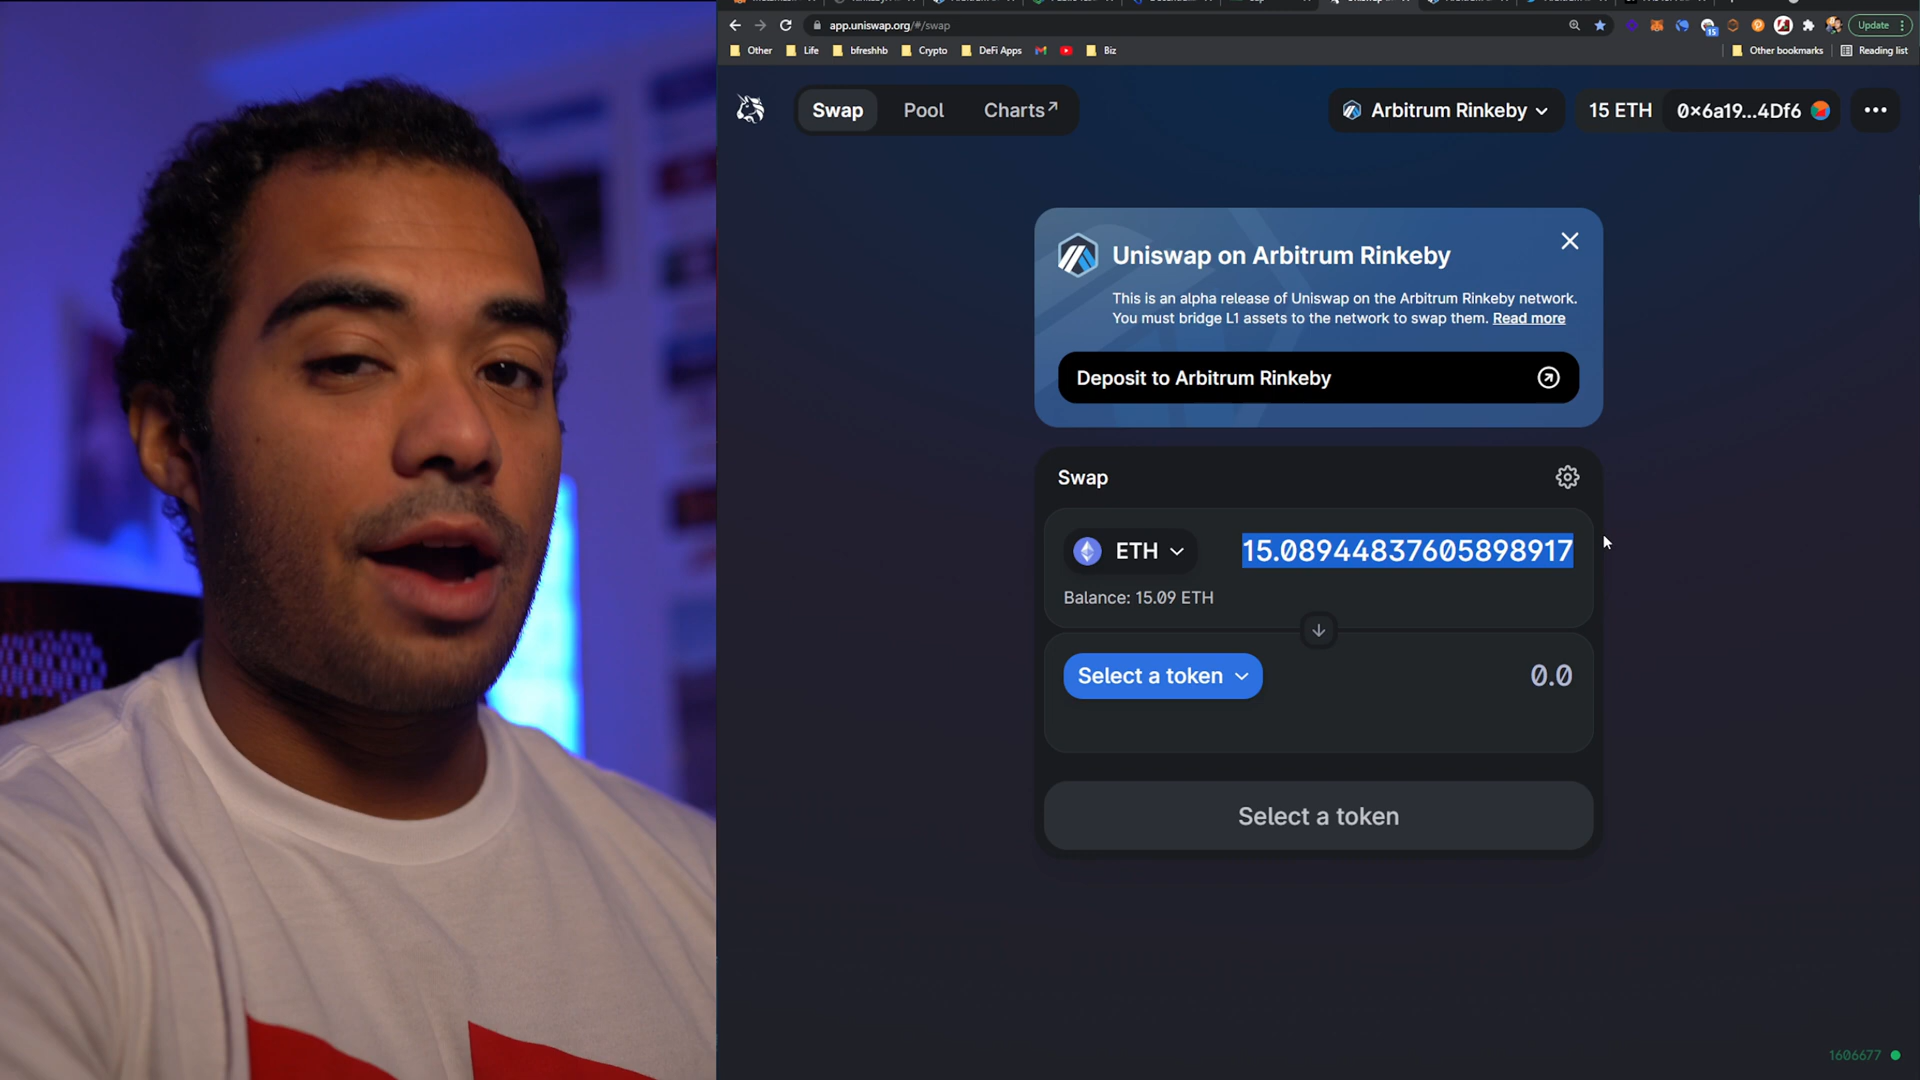 app.uniswap.org/#/swap
Update
Other
Life
bfreshhb
Crypto
DeFi Apps
Biz
Other bookmarks
Reading list
15
Swap
Pool
Charts↗
Arbitrum Rinkeby
15 ETH
0x6a19...4Df6
Uniswap on Arbitrum Rinkeby
This is an alpha release of Uniswap on the Arbitrum Rinkeby network.
You must bridge L1 assets to the network to swap them. Read more
Deposit to Arbitrum Rinkeby
Swap
ETH
15.08944837605898917
Balance: 15.09 ETH
Select a token
0.0
Select a token
1606677